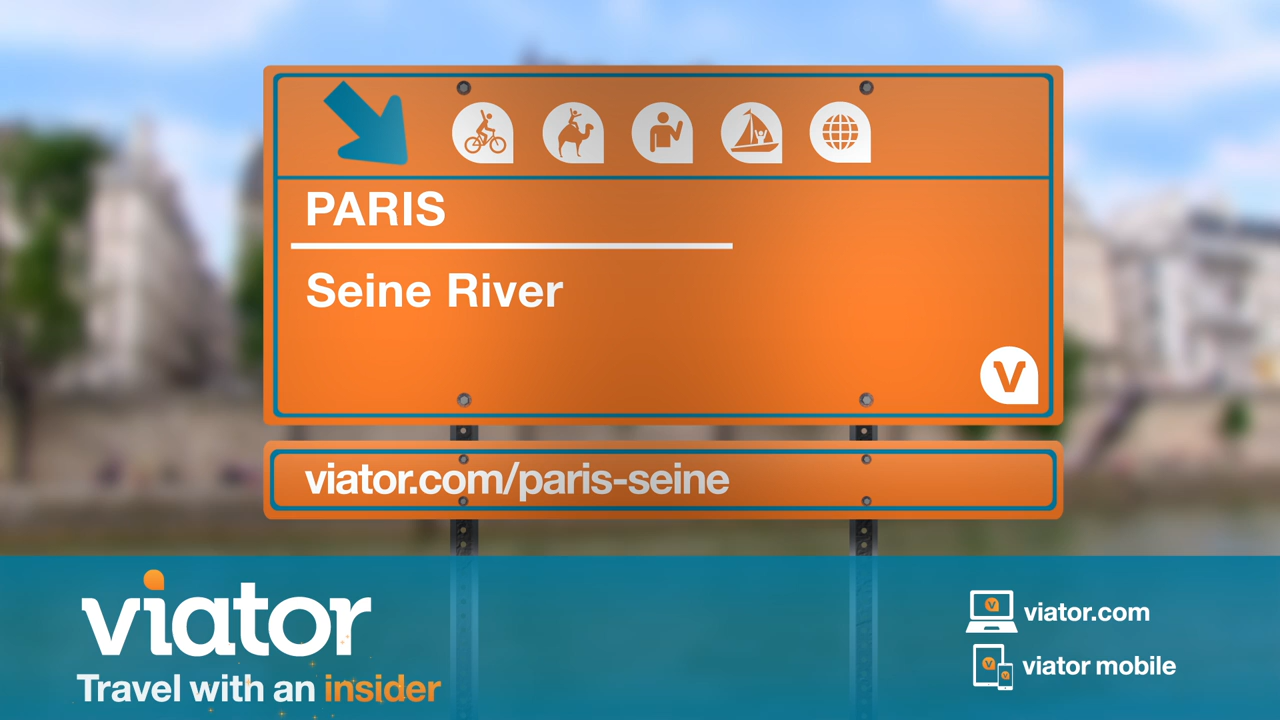 PARIS
Seine River
V
viator.com/paris-seine
viator
Travel with an insider
viator.com
viator mobile